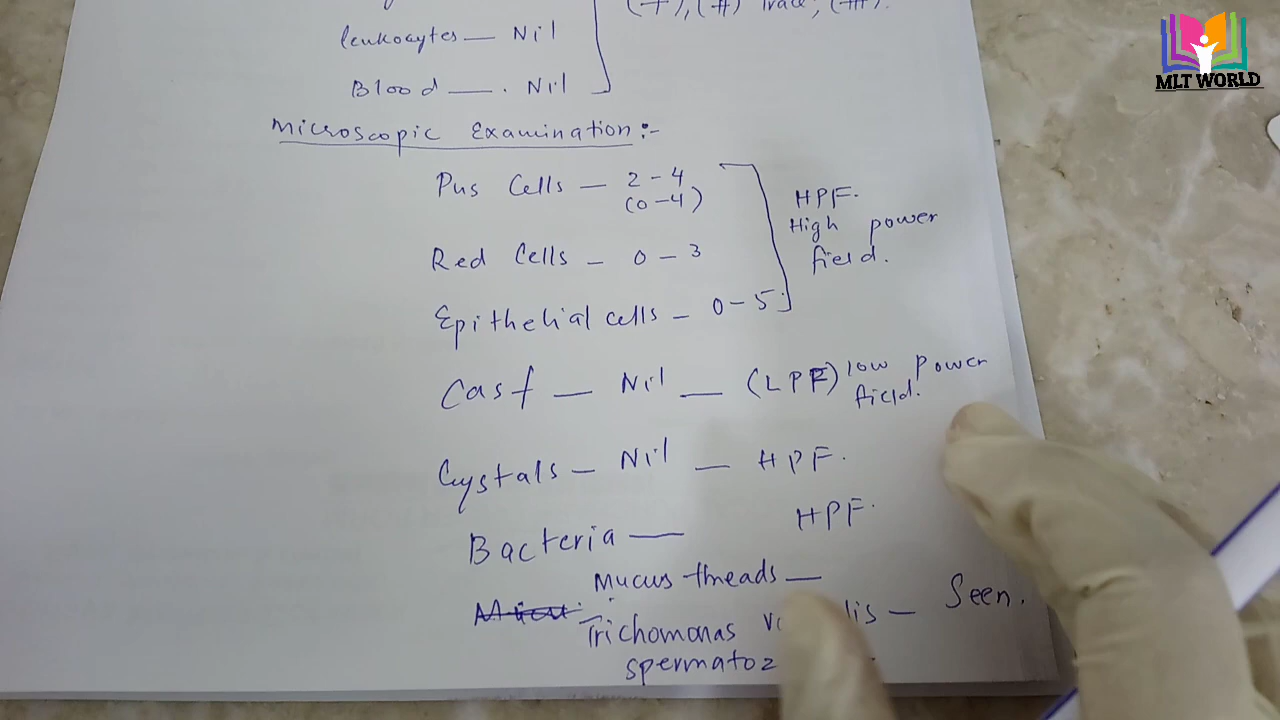 (+), (++) Trace, (+++).
leukocytes — Nil
Blood — . Nil
MLT WORLD
Microscopic Examination :-
Pus Cells — 2 - 4
(0 - 4)
HPF.
High power
field.
Red Cells - 0 - 3
Epithelial cells - 0 - 5
Cast — Nil — (LPF) low power
field.
Crystals — Nil — HPF.
Bacteria — HPF.
Mucus threads —
Trichomonas — Seen.